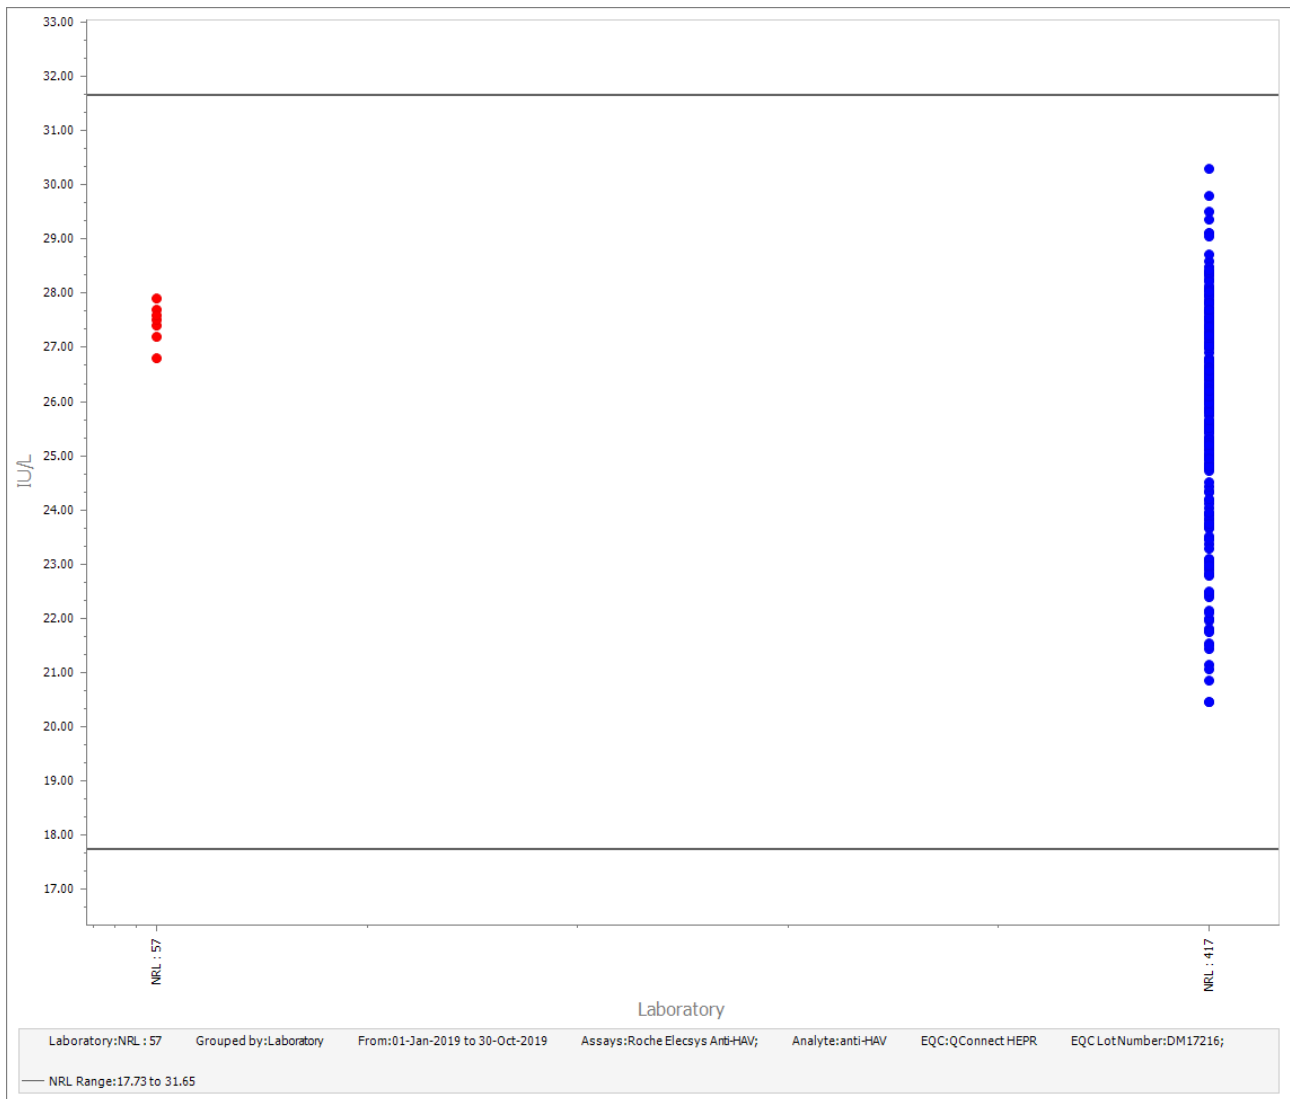 33.00
32.00
31.00
30.00
29.00
28.00
27.00
26.00
25.00
24.00
23.00
22.00
21.00
20.00
19.00
18.00
17.00
IU/L
NRL : 57
NRL : 417
Laboratory
Laboratory:NRL : 57 Grouped by:Laboratory From:01-Jan-2019 to 30-Oct-2019 Assays:Roche Elecsys Anti-HAV; Analyte:anti-HAV EQC:QConnect HEPR EQC Lot Number:DM17216;
NRL Range:17.73 to 31.65